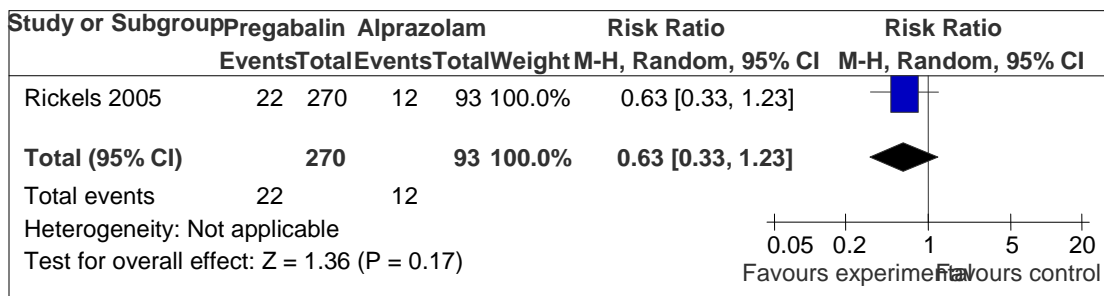 Study or Subgroup Pregabalin Alprazolam Risk Ratio Risk Ratio
Events Total Events Total Weight M-H, Random, 95% CI M-H, Random, 95% CI
Rickels 2005 22 270 12 93 100.0% 0.63 [0.33, 1.23]
Total (95% CI) 270 93 100.0% 0.63 [0.33, 1.23]
Total events 22 12
Heterogeneity: Not applicable
Test for overall effect: Z = 1.36 (P = 0.17)
0.05 0.2 1 5 20
Favours experimental Favours control